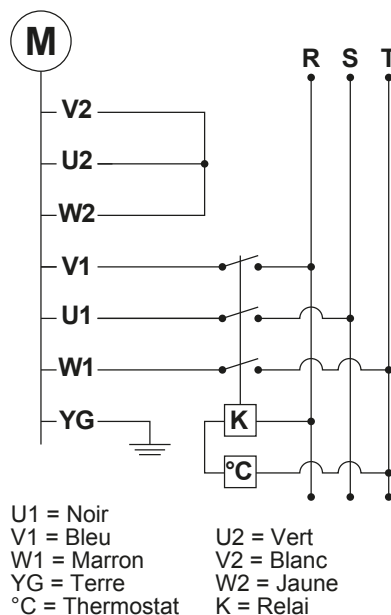 M
R S T
V2
U2
W2
V1
U1
W1
YG
K
°C
U1 = Noir
V1 = Bleu
W1 = Marron
YG = Terre
°C = Thermostat
U2 = Vert
V2 = Blanc
W2 = Jaune
K = Relai